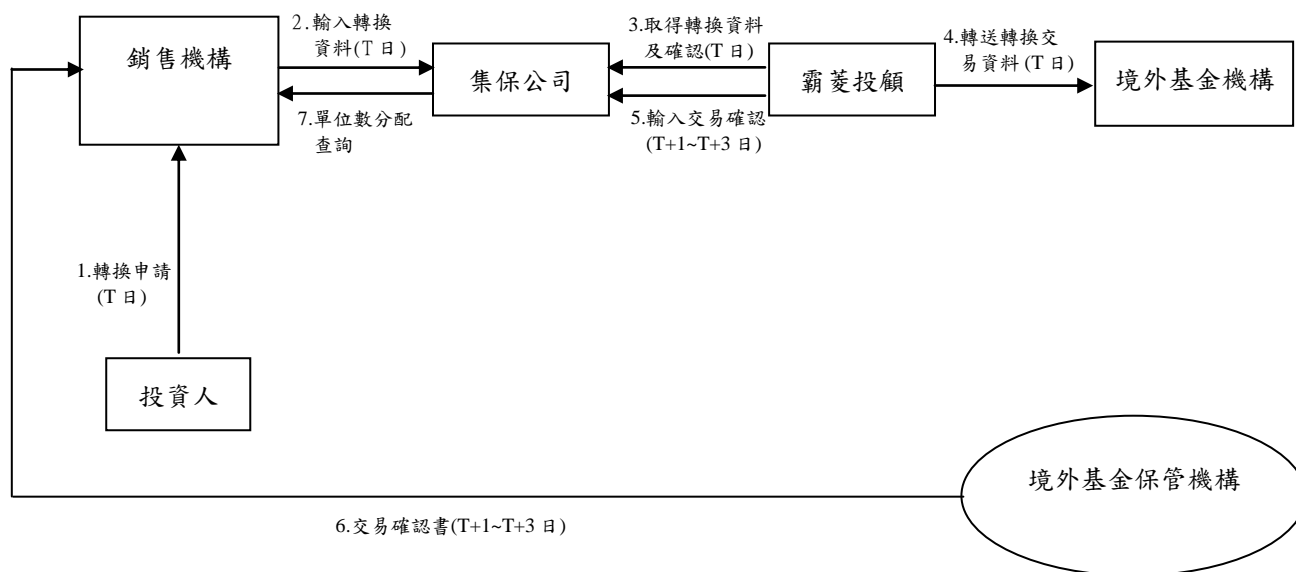 銷售機構
2.輸入轉換
資料(T 日)
集保公司
7.單位數分配
查詢
3.取得轉換資料
及確認(T 日)
霸菱投顧
5.輸入交易確認
(T+1~T+3 日)
4.轉送轉換交
易資料 (T 日)
境外基金機構
1.轉換申請
(T 日)
投資人
境外基金保管機構
6.交易確認書(T+1~T+3 日)